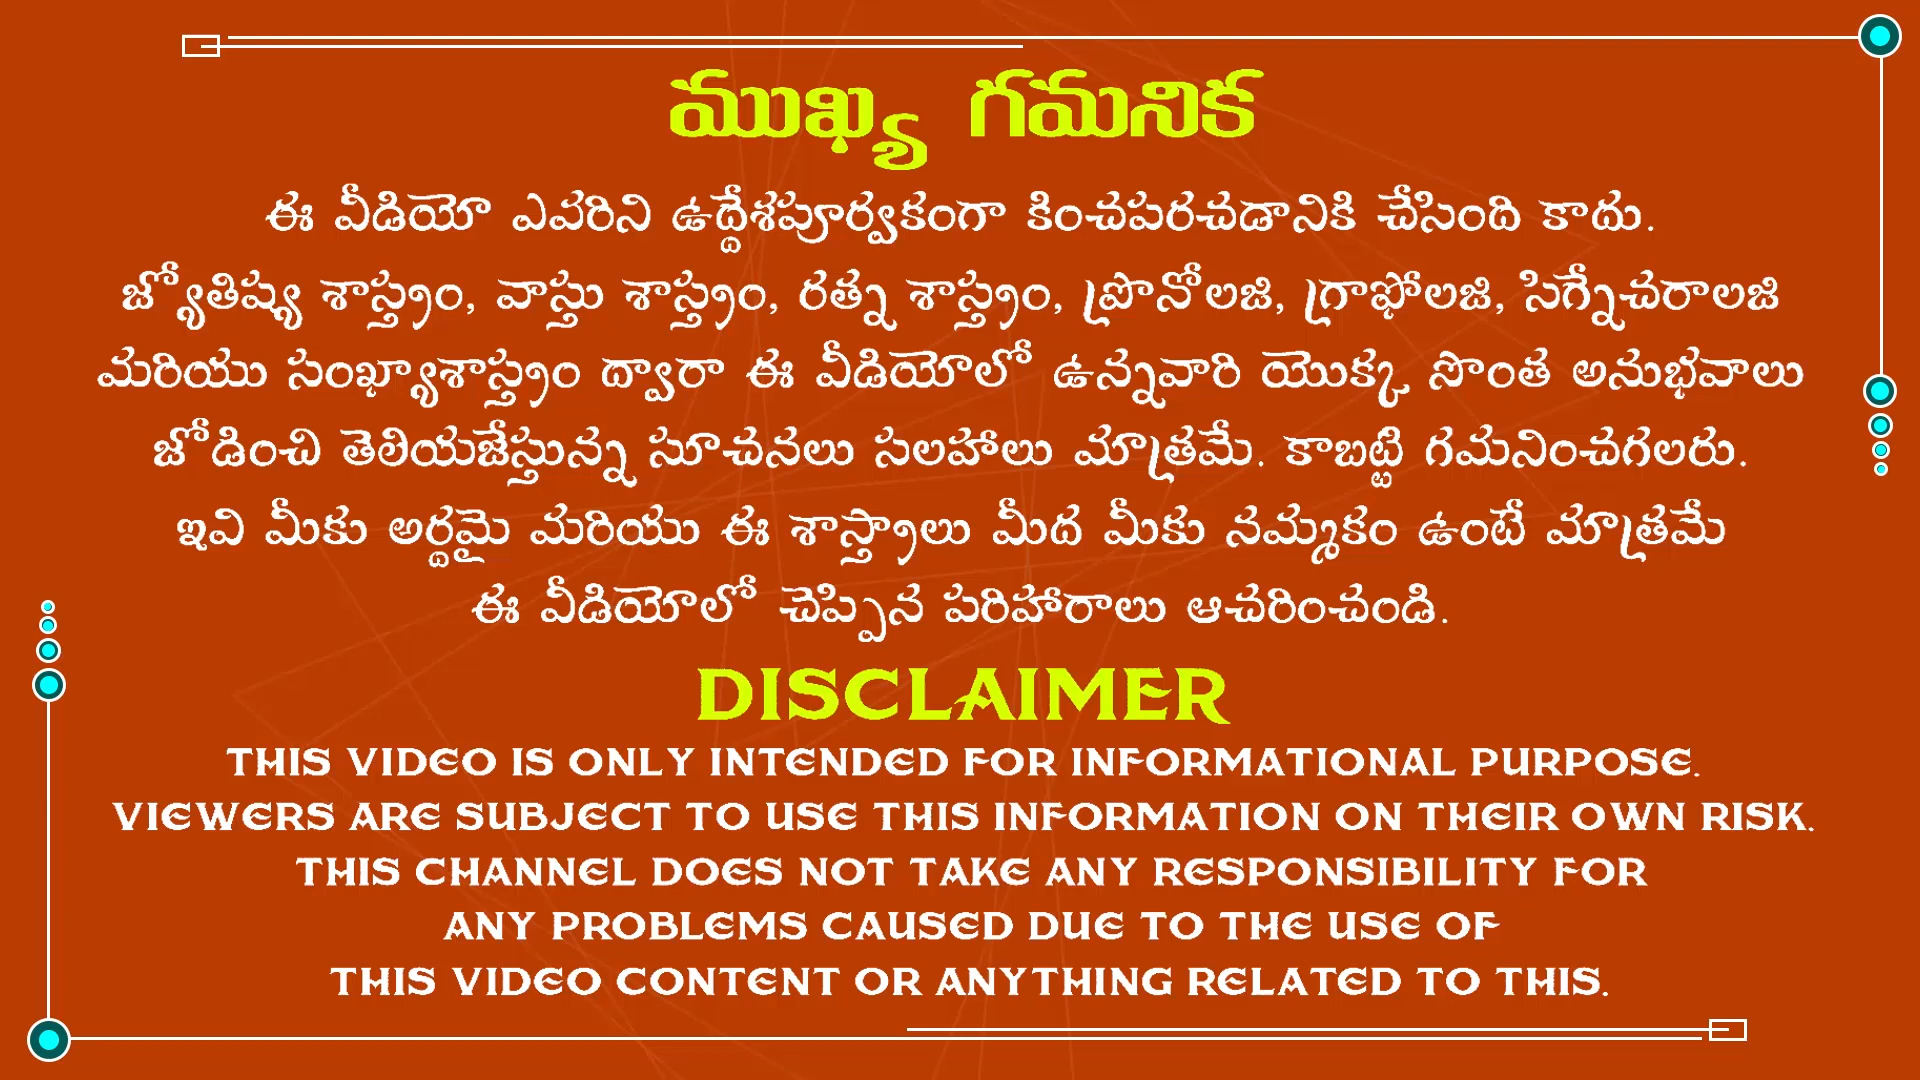 ముఖ్య గమనిక
ఈ వీడియో ఎవరిని ఉద్దేశపూర్వకంగా కించపరచడానికి చేసింది కాదు.
జ్యోతిష్య శాస్త్రం, వాస్తు శాస్త్రం, రత్న శాస్త్రం, ప్రొనోలజి, గ్రాఫోలజి, సిగ్నేచరాలజి
మరియు సంఖ్యాశాస్త్రం ద్వారా ఈ వీడియోలో ఉన్నవారి యొక్క సొంత అనుభవాలు
జోడించి తెలియజేస్తున్న సూచనలు సలహాలు మాత్రమే. కాబట్టి గమనించగలరు.
ఇవి మీకు అర్ధమై మరియు ఈ శాస్త్రాలు మీద మీకు నమ్మకం ఉంటే మాత్రమే
ఈ వీడియోలో చెప్పిన పరిహారాలు ఆచరించండి.
DISCLAIMER
THIS VIDEO IS ONLY INTENDED FOR INFORMATIONAL PURPOSE.
VIEWERS ARE SUBJECT TO USE THIS INFORMATION ON THEIR OWN RISK.
THIS CHANNEL DOES NOT TAKE ANY RESPONSIBILITY FOR
ANY PROBLEMS CAUSED DUE TO THE USE OF
THIS VIDEO CONTENT OR ANYTHING RELATED TO THIS.